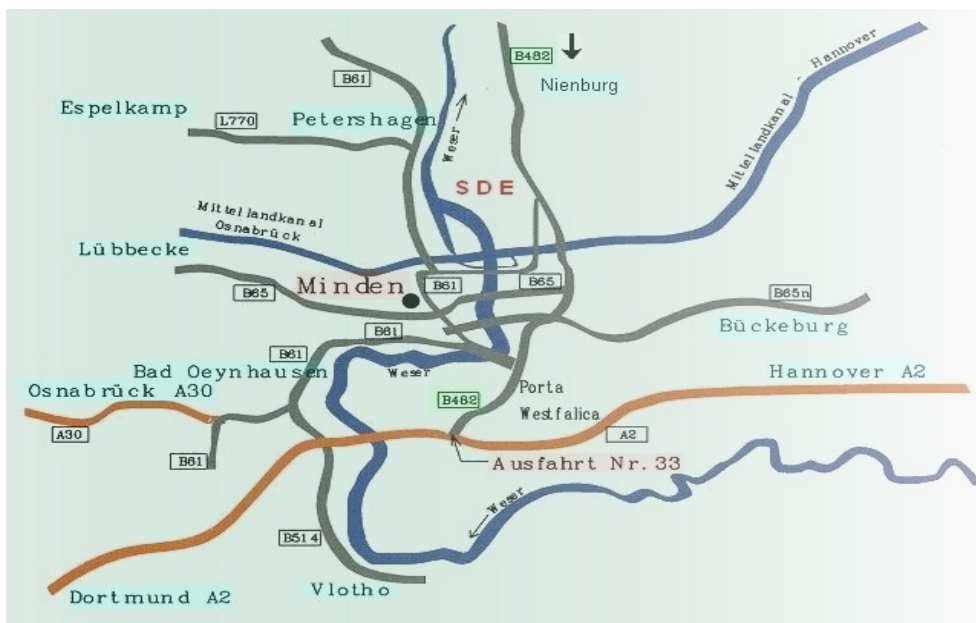 B482
Nienburg
B61
Mittellandkanal - Hannover
Espelkamp
L770
Petershagen
Weser
SDE
Mittellandkanal
Osnabrück
Lübbecke
B65
Minden
B61
B65
B65n
Bückeburg
B61
B61
Bad Oeynhausen
Weser
Osnabrück A30
Hannover A2
B482
Porta
Westfalica
A30
A2
B61
Ausfahrt Nr. 33
Weser
B514
Vlotho
Dortmund A2